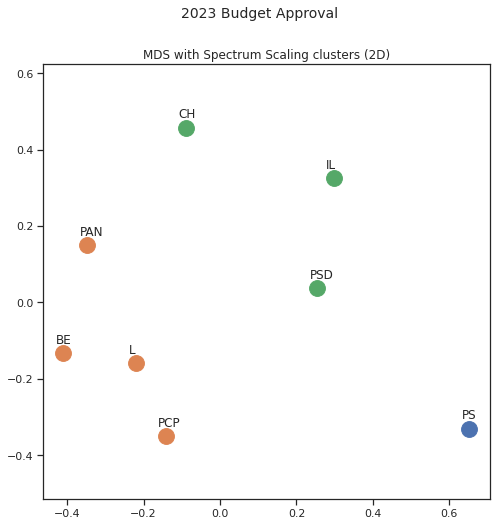 2023 Budget Approval
MDS with Spectrum Scaling clusters (2D)
0.6
0.4
0.2
0.0
−0.2
−0.4
CH
IL
PAN
PSD
BE
L
PCP
PS
−0.4
−0.2
0.0
0.2
0.4
0.6